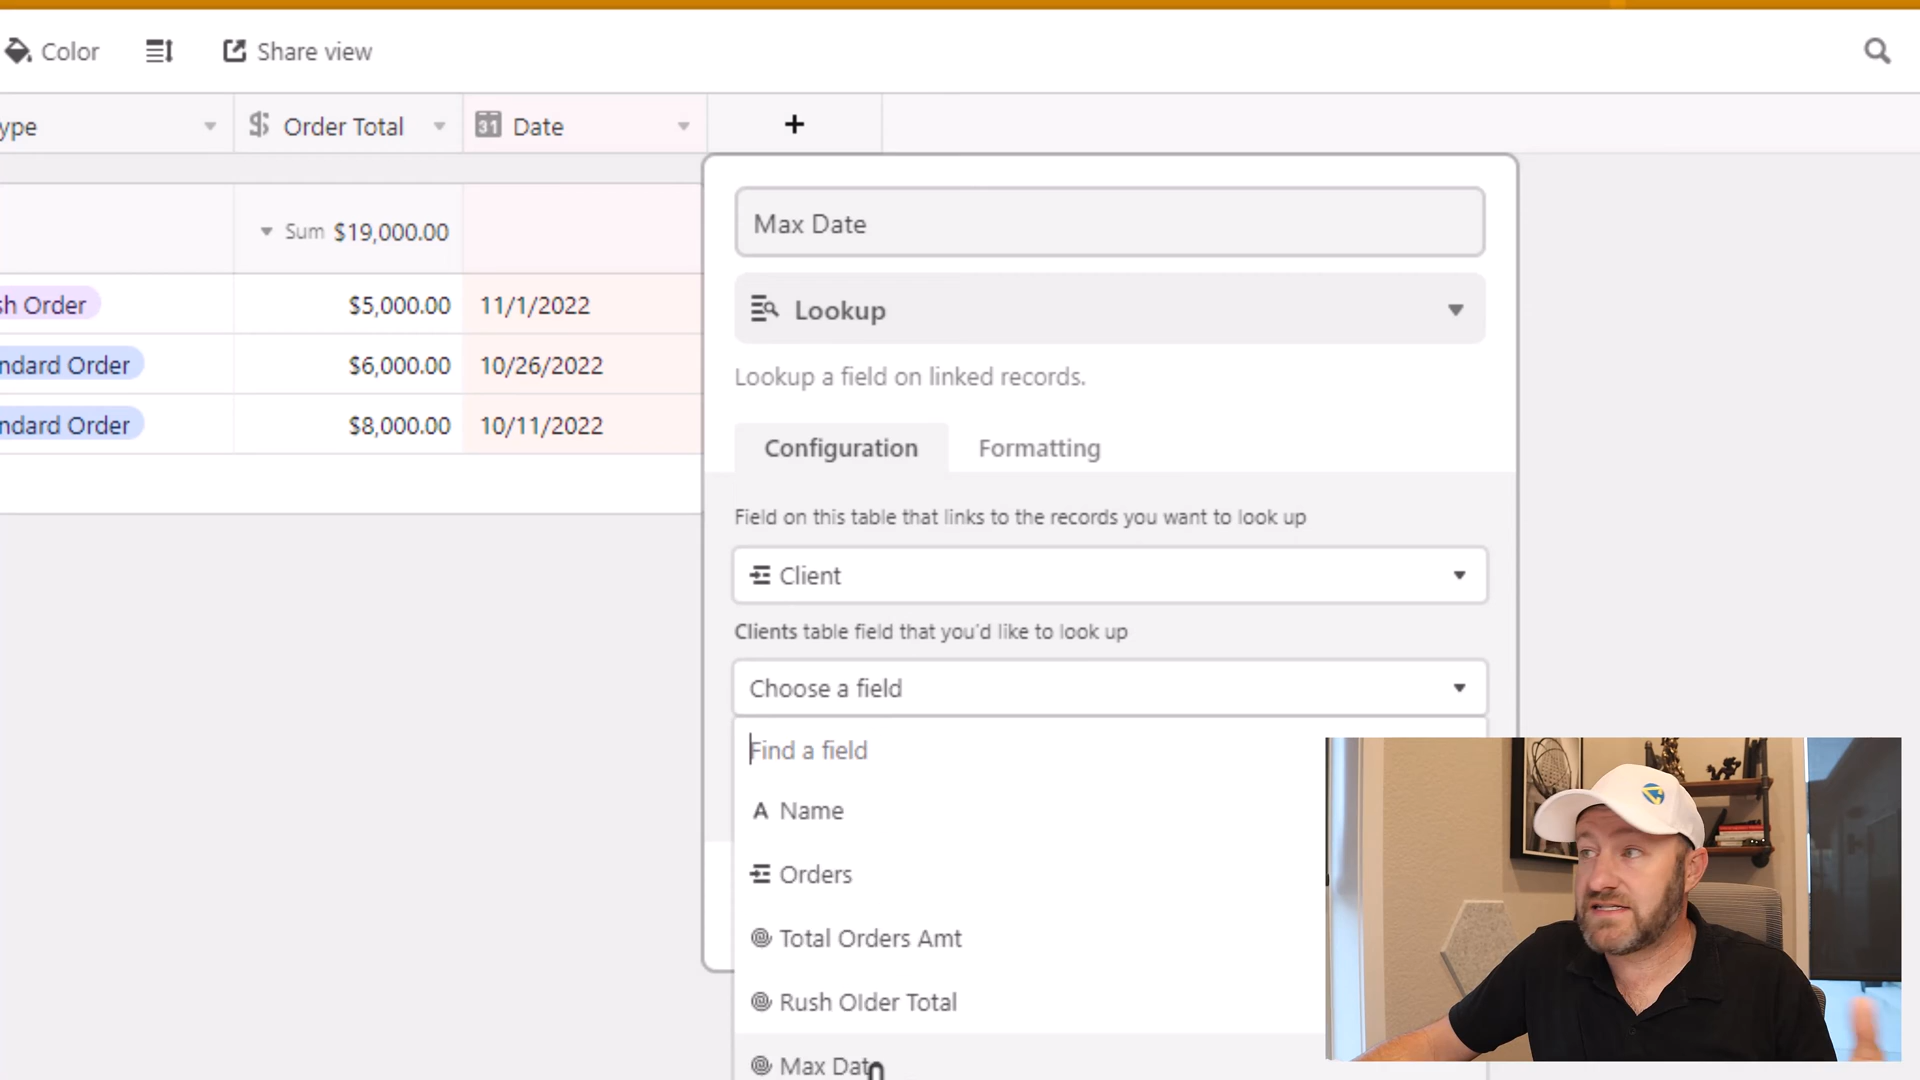 Color
Share view
ype
Order Total
31 Date
+
Sum $19,000.00
sh Order
$5,000.00
11/1/2022
ndard Order
$6,000.00
10/26/2022
ndard Order
$8,000.00
10/11/2022
Max Date
Lookup
Lookup a field on linked records.
Configuration
Formatting
Field on this table that links to the records you want to look up
Client
Clients table field that you'd like to look up
Choose a field
Find a field
A Name
Orders
Total Orders Amt
Rush Older Total
Max Date